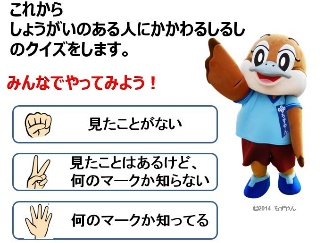 これから
しょうがいのある人にかかわるしるし
のクイズをします。
みんなでやってみよう！
見たことがない
見たことはあるけど、
何のマークか知らない
何のマークか知ってる
©2014 もずやん